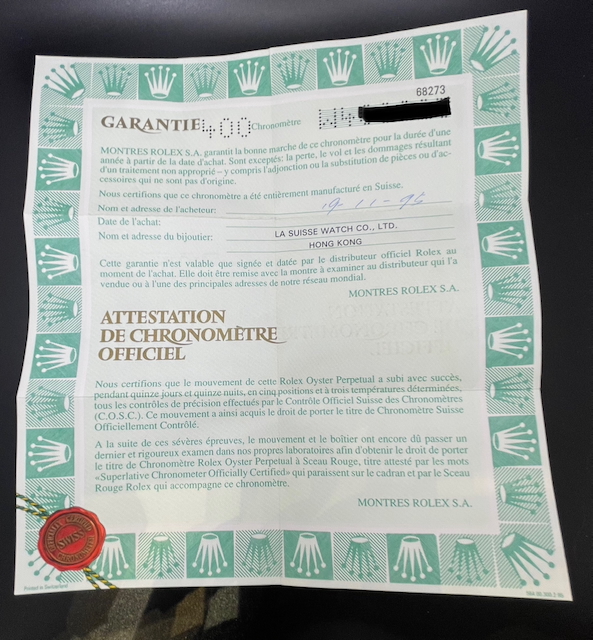 68273
GARANTIE 400 Chronomètre W4
MONTRES ROLEX S.A. garantit la bonne marche de ce chronomètre pour la durée d'une
année à partir de la date d'achat. Sont exceptés: la perte, le vol et les dommages résultant
d'un traitement non approprié – y compris l'adjonction ou la substitution de pièces ou d'ac-
cessoires qui ne sont pas d'origine.
Nous certifions que ce chronomètre a été entièrement manufacturé en Suisse.
Nom et adresse de l'acheteur: 19-11-96
Date de l'achat:
Nom et adresse du bijoutier: LA SUISSE WATCH CO., LTD.
HONG KONG
Cette garantie n'est valable que signée et datée par le distributeur officiel Rolex au
moment de l'achat. Elle doit être remise avec la montre à examiner au distributeur qui l'a
vendue ou à l'une des principales adresses de notre réseau mondial.
MONTRES ROLEX S.A.
ATTESTATION
DE CHRONOMÈTRE
OFFICIEL
Nous certifions que le mouvement de cette Rolex Oyster Perpetual a subi avec succès,
pendant quinze jours et quinze nuits, en cinq positions et à trois températures déterminées,
tous les contrôles de précision effectués par le Contrôle Officiel Suisse des Chronomètres
(C.O.S.C.). Ce mouvement a ainsi acquis le droit de porter le titre de Chronomètre Suisse
Officiellement Contrôlé.
A la suite de ces sévères épreuves, le mouvement et le boîtier ont encore dû passer un
dernier et rigoureux examen dans nos propres laboratoires afin d'obtenir le droit de porter
le titre de Chronomètre Rolex Oyster Perpetual à Sceau Rouge, titre attesté par les mots
«Superlative Chronometer Officially Certified» qui paraissent sur le cadran et par le Sceau
Rouge Rolex qui accompagne ce chronomètre.
MONTRES ROLEX S.A.
SWISS
Printed in Switzerland